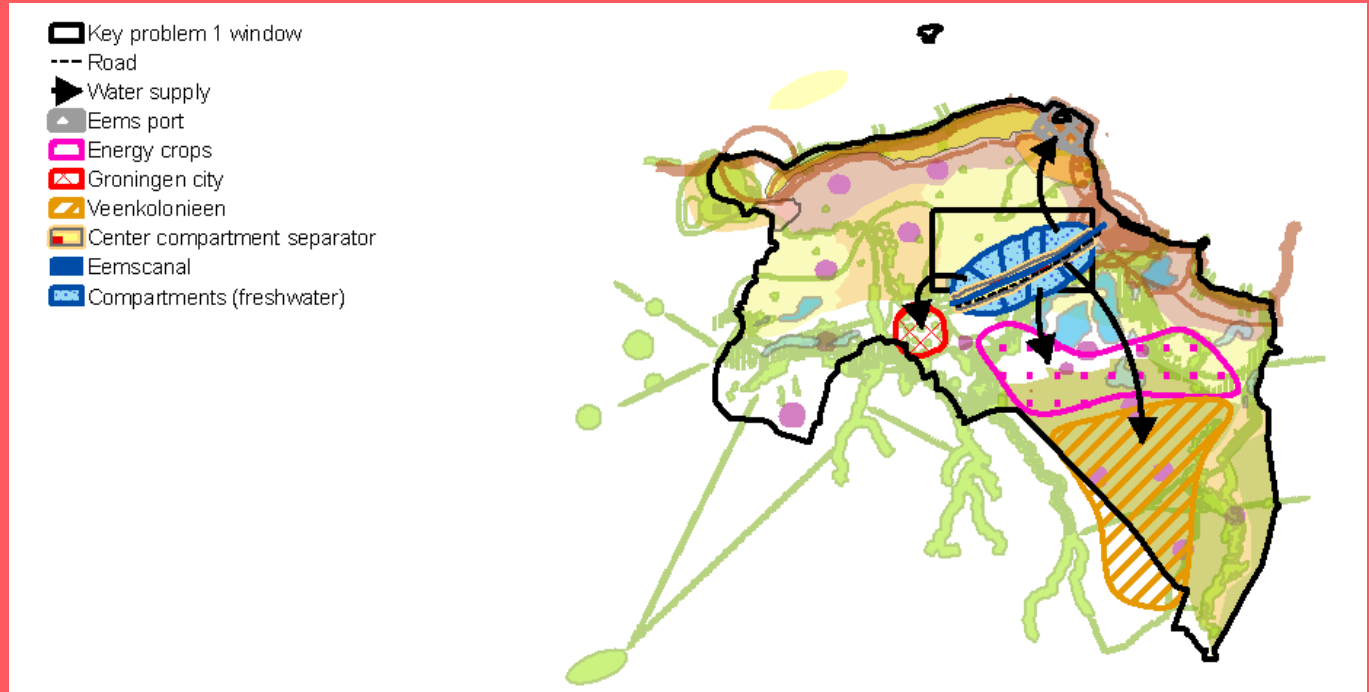 Key problem 1 window
Road
Water supply
Eems port
Energy crops
Groningen city
Veenkolonieen
Center compartment separator
Eemscanal
Compartments (freshwater)